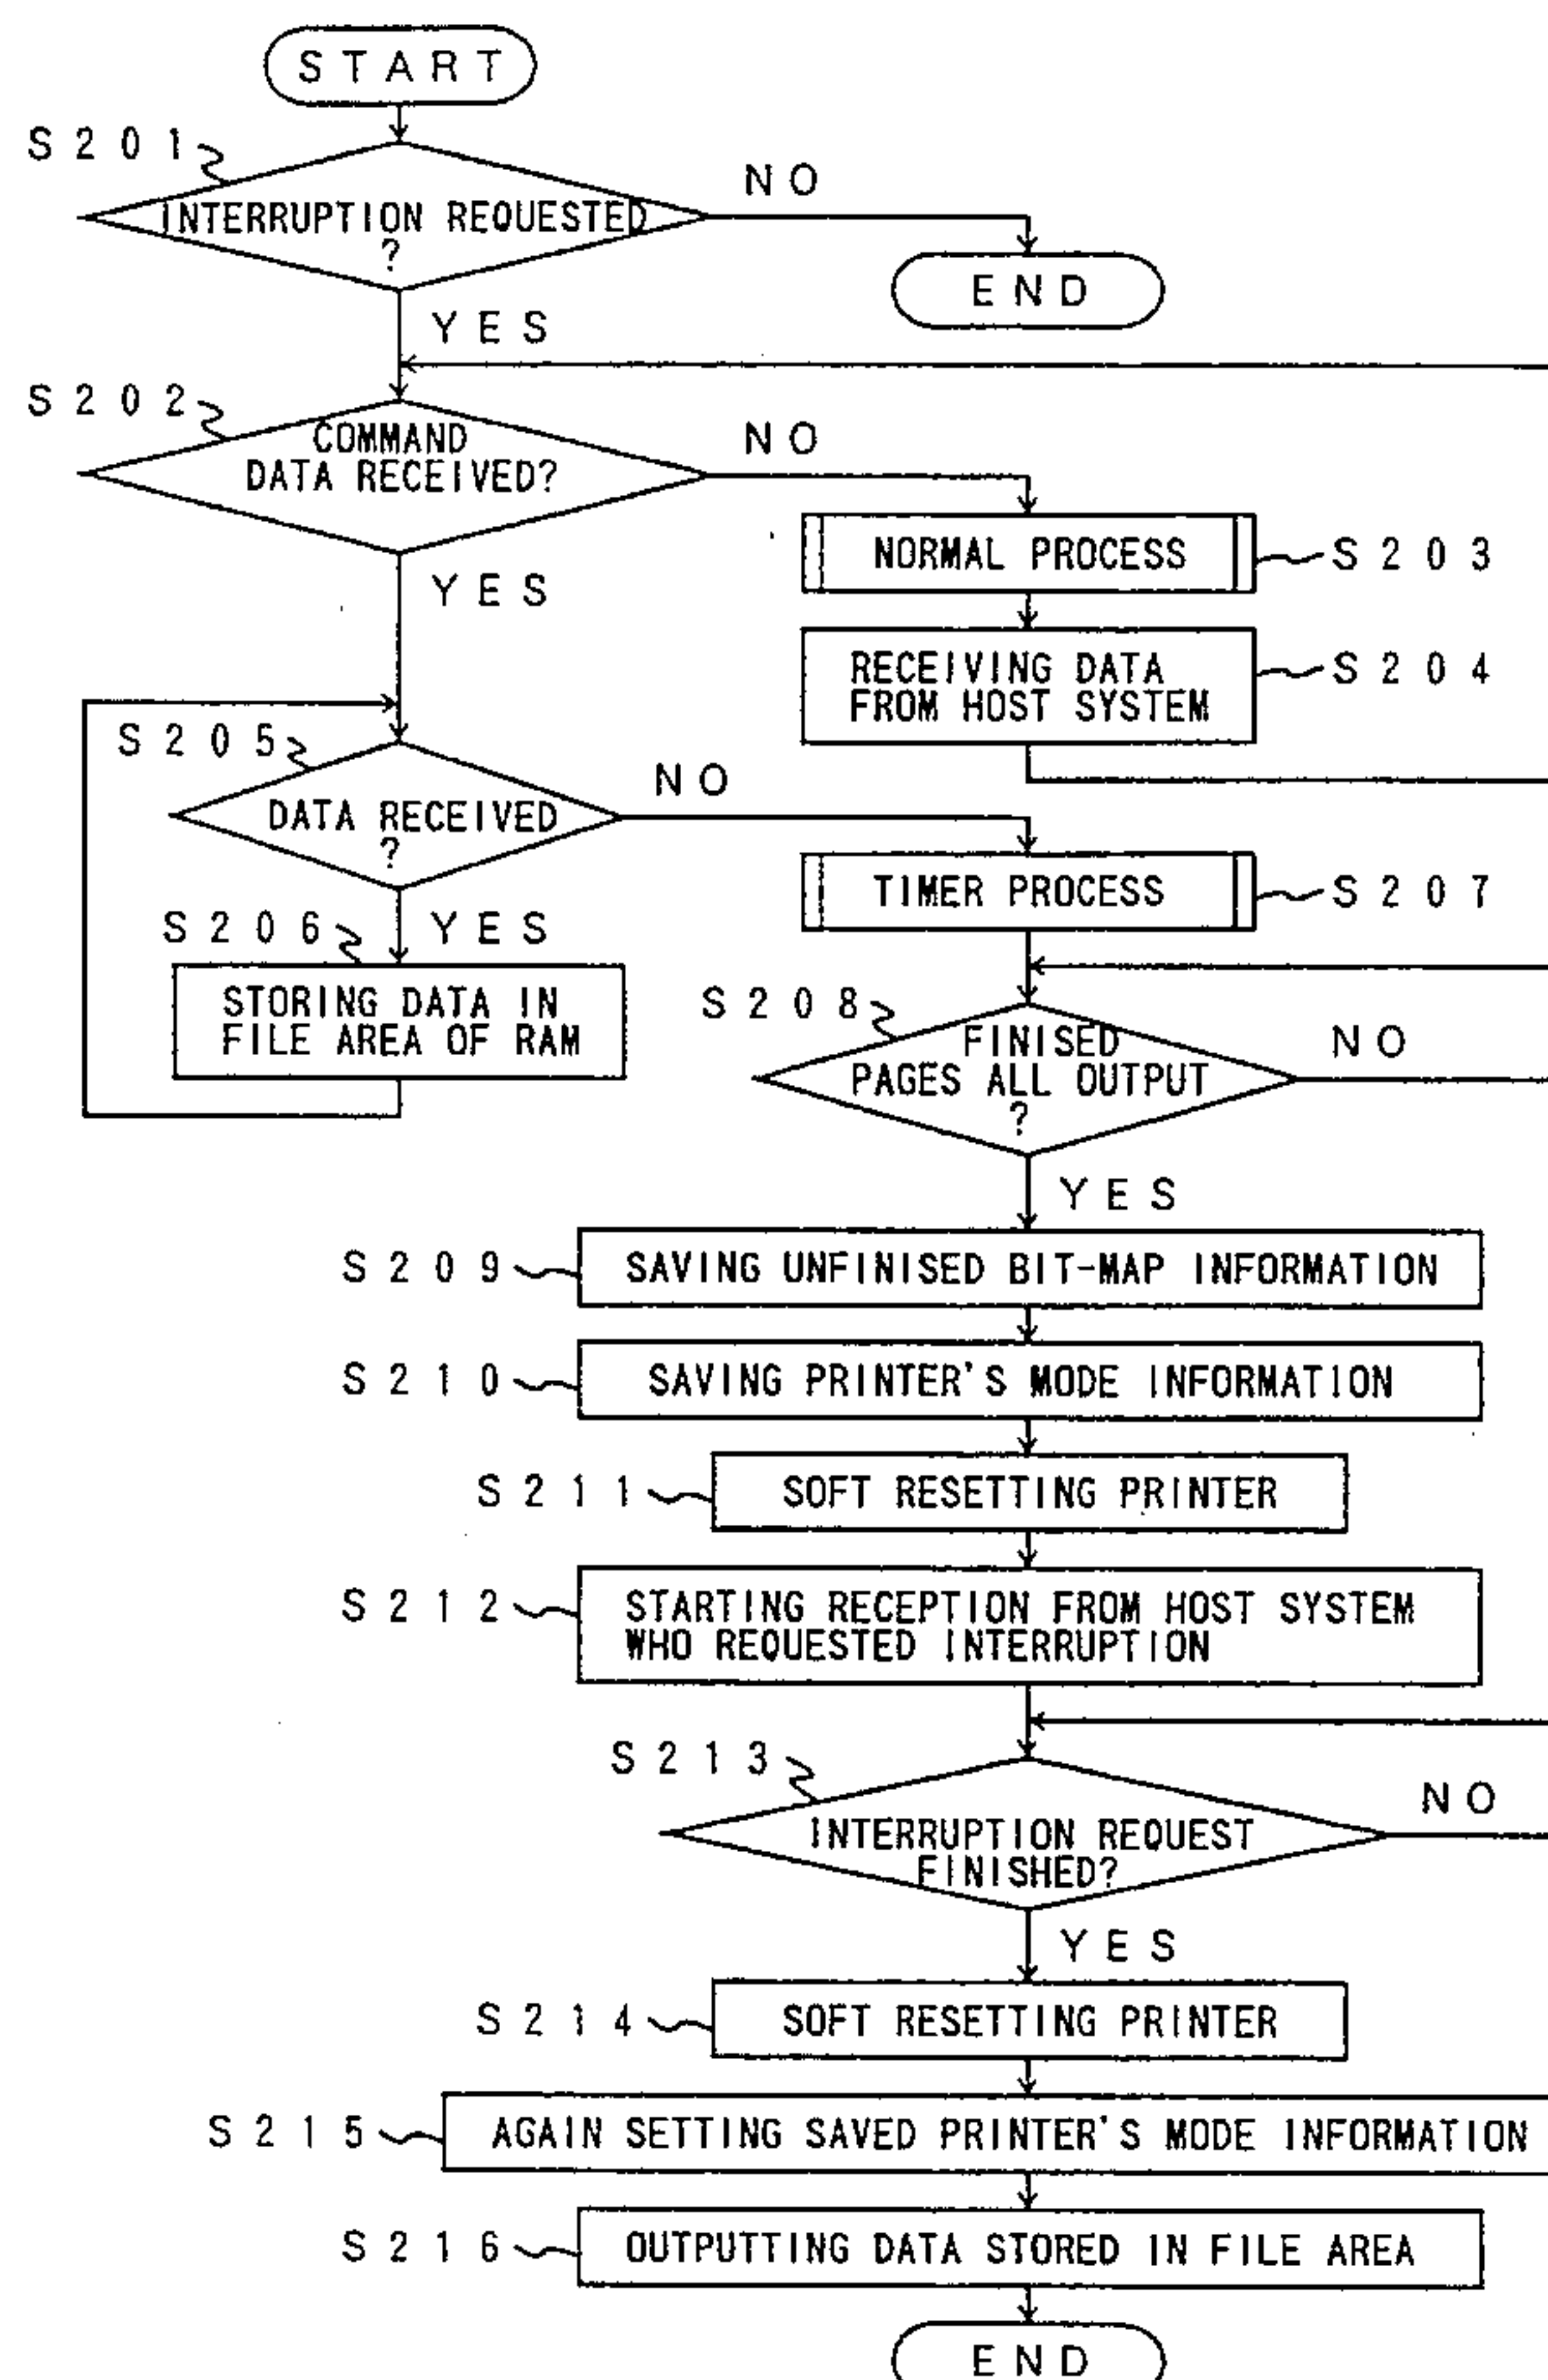 START
S201
INTERRUPTION REQUESTED
?
NO
END
YES
S202
COMMAND
DATA RECEIVED?
NO
YES
NORMAL PROCESS
S203
RECEIVING DATA
FROM HOST SYSTEM
S204
S205
DATA RECEIVED
?
NO
YES
S206
STORING DATA IN
FILE AREA OF RAM
TIMER PROCESS
S207
S208
FINISED
PAGES ALL OUTPUT
?
NO
YES
S209
SAVING UNFINISED BIT-MAP INFORMATION
S210
SAVING PRINTER'S MODE INFORMATION
S211
SOFT RESETTING PRINTER
S212
STARTING RECEPTION FROM HOST SYSTEM
WHO REQUESTED INTERRUPTION
S213
INTERRUPTION REQUEST
FINISHED?
NO
YES
S214
SOFT RESETTING PRINTER
S215
AGAIN SETTING SAVED PRINTER'S MODE INFORMATION
S216
OUTPUTTING DATA STORED IN FILE AREA
END